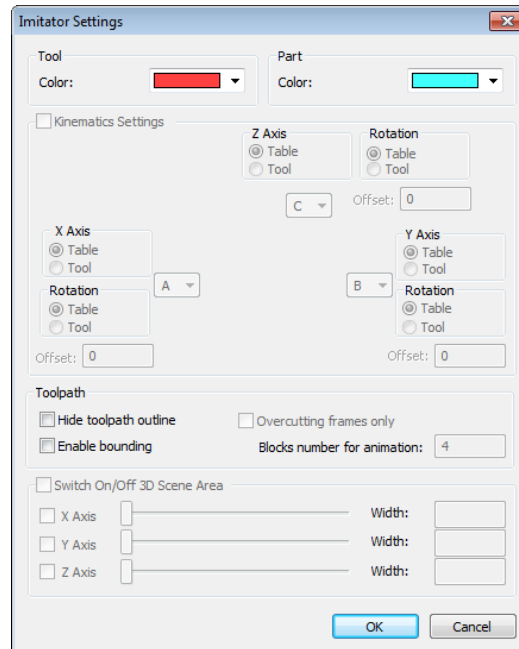 Imitator Settings
Tool
Color:
Part
Color:
Kinematics Settings
Z Axis
Table
Tool
Rotation
Table
Tool
C
Offset: 0
X Axis
Table
Tool
Rotation
Table
Tool
A
Offset: 0
Y Axis
Table
Tool
B
Rotation
Table
Tool
Offset: 0
Toolpath
Hide toolpath outline
Overcutting frames only
Enable bounding
Blocks number for animation: 4
Switch On/Off 3D Scene Area
X Axis
Width:
Y Axis
Width:
Z Axis
Width:
OK
Cancel